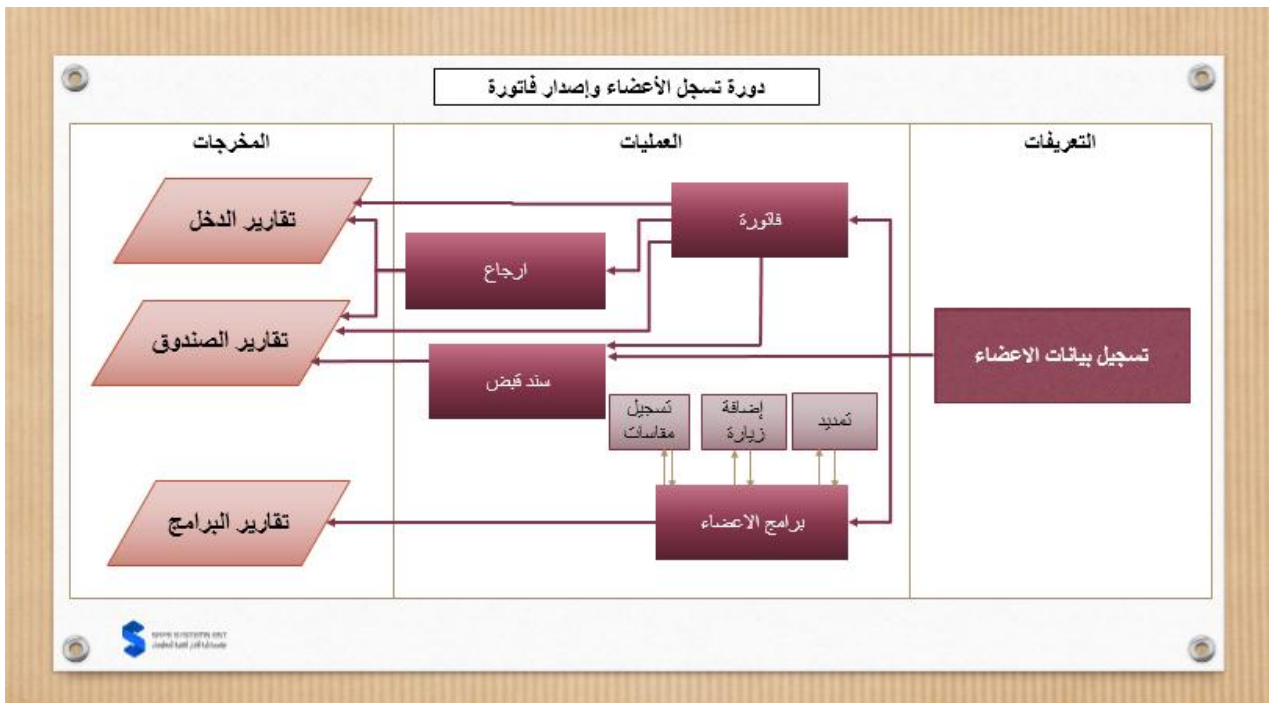 دورة تسجل الأعضاء وإصدار فاتورة
التعريفات
العمليات
المخرجات
تسجيل بيانات الاعضاء
فاتورة
ارجاع
سند قبض
تمديد
إضافة
زيارة
تسجيل
مقاسات
برامج الاعضاء
تقارير الدخل
تقارير الصندوق
تقارير البرامج